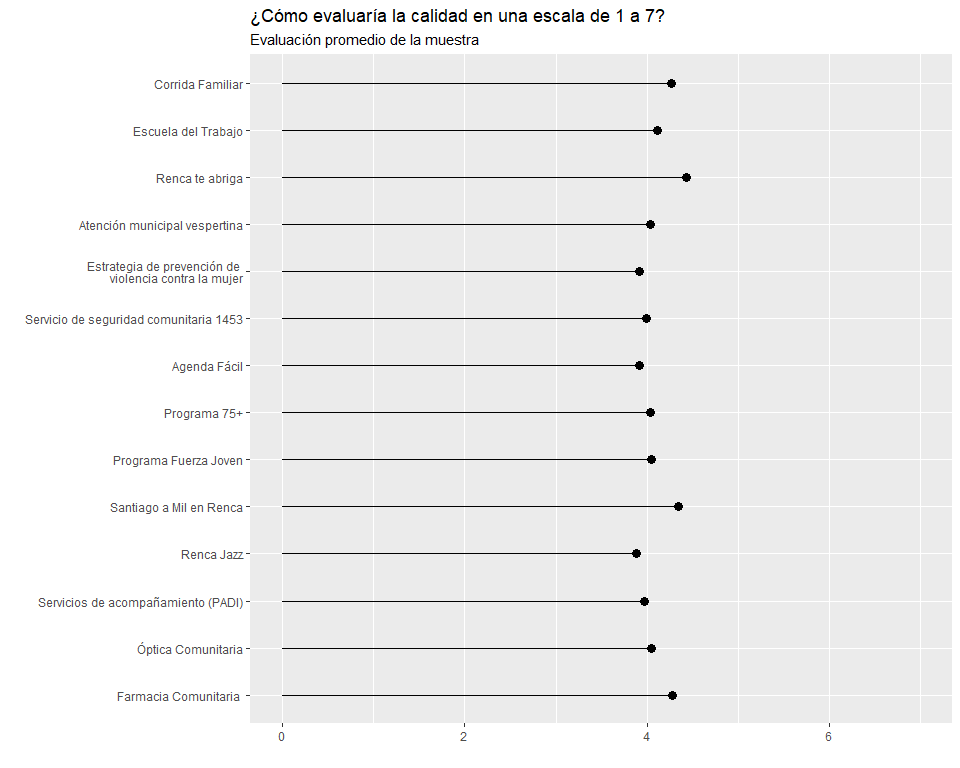 ¿Cómo evaluaría la calidad en una escala de 1 a 7?
Evaluación promedio de la muestra
Corrida Familiar
Escuela del Trabajo
Renca te abriga
Atención municipal vespertina
Estrategia de prevención de
violencia contra la mujer
Servicio de seguridad comunitaria 1453
Agenda Fácil
Programa 75+
Programa Fuerza Joven
Santiago a Mil en Renca
Renca Jazz
Servicios de acompañamiento (PADI)
Óptica Comunitaria
Farmacia Comunitaria
0 2 4 6